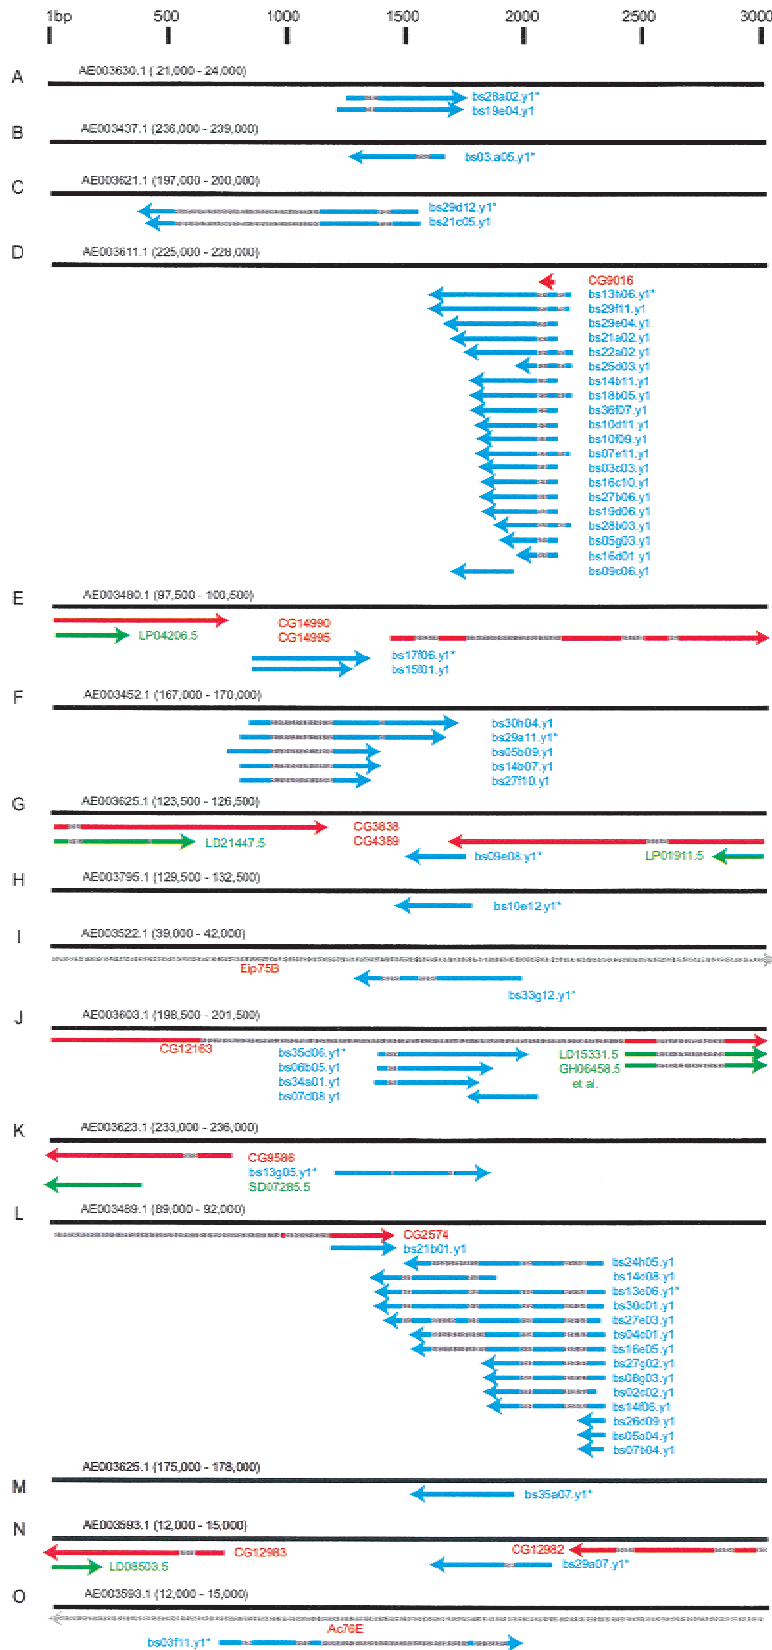 1bp 500 1000 1500 2000 2500 3000
A AE003630.1 (21,000 - 24,000)
bs28a02.y1*
bs19e04.y1
B AE003437.1 (236,000 - 239,000)
bs03.a05.y1*
C AE003621.1 (197,000 - 200,000)
bs29d12.y1*
bs21c05.y1
D AE003611.1 (225,000 - 228,000)
CG9016
bs13h06.y1*
bs29f11.y1
bs29e04.y1
bs21a02.y1
bs22a02.y1
bs25d03.y1
bs14b11.y1
bs18b05.y1
bs36f07.y1
bs10d11.y1
bs10f09.y1
bs07e11.y1
bs03c03.y1
bs16c10.y1
bs27b06.y1
bs19d06.y1
bs28b03.y1
bs05g03.y1
bs16d01.y1
bs09c06.y1
E AE003480.1 (97,500 - 100,500)
CG14990
LP04206.5 CG14995
bs17f06.y1*
bs15f01.y1
F AE003452.1 (167,000 - 170,000)
bs30h04.y1
bs29a11.y1*
bs05b09.y1
bs14b07.y1
bs27f10.y1
G AE003625.1 (123,500 - 126,500)
CG3838
LD21447.5 CG4389
bs09e08.y1* LP01911.5
H AE003795.1 (129,500 - 132,500)
bs10e12.y1*
I AE003522.1 (39,000 - 42,000)
Eip75B
bs33g12.y1*
J AE003603.1 (198,500 - 201,500)
CG12163
bs35d06.y1* LD15331.5
bs06b05.y1 GH06458.5
bs34a01.y1 et al.
bs07d08.y1
K AE003623.1 (233,000 - 236,000)
CG9586
bs13g05.y1*
SD07285.5
L AE003489.1 (89,000 - 92,000)
CG2574
bs21b01.y1
bs24h05.y1
bs14d08.y1
bs13e06.y1*
bs30c01.y1
bs27e03.y1
bs04c01.y1
bs16e05.y1
bs27g02.y1
bs08g03.y1
bs02c02.y1
bs14f06.y1
bs26d09.y1
bs05a04.y1
bs07b04.y1
M AE003625.1 (175,000 - 178,000)
bs35a07.y1*
N AE003593.1 (12,000 - 15,000)
CG12983 CG12982
LD08503.5 bs29a07.y1*
O AE003593.1 (12,000 - 15,000)
Ac76E
bs03f11.y1*